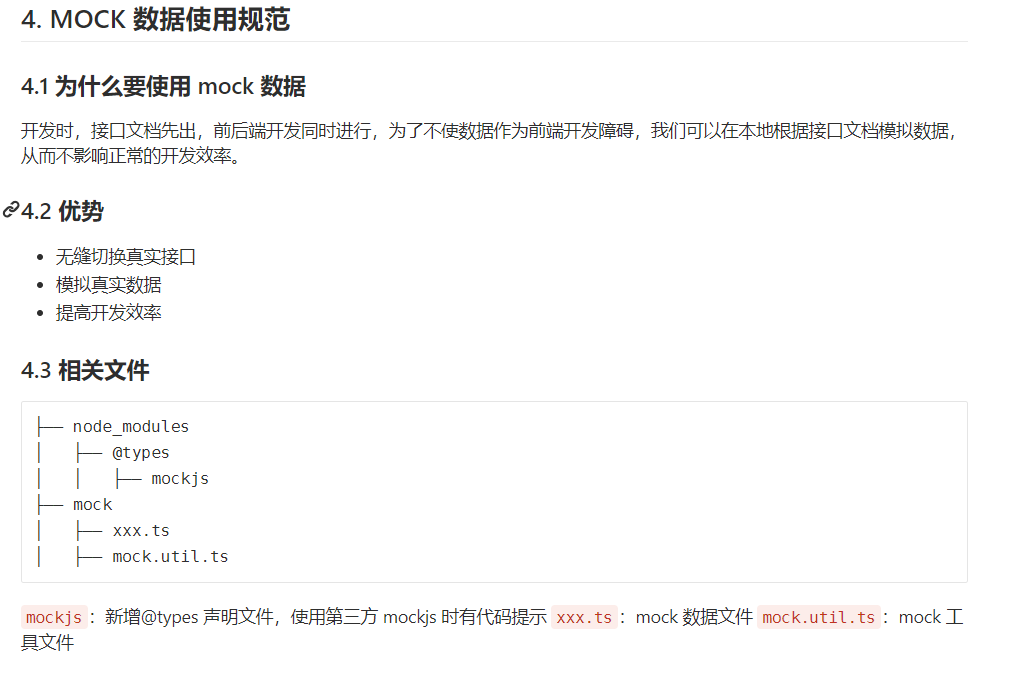 4. MOCK 数据使用规范
4.1 为什么要使用 mock 数据
开发时，接口文档先出，前后端开发同时进行，为了不使数据作为前端开发障碍，我们可以在本地根据接口文档模拟数据，
从而不影响正常的开发效率。
4.2 优势
• 无缝切换真实接口
• 模拟真实数据
• 提高开发效率
4.3 相关文件
├── node_modules
│   ├── @types
│   │   ├── mockjs
├── mock
│   ├── xxx.ts
│   ├── mock.util.ts
mockjs：新增@types 声明文件，使用第三方 mockjs 时有代码提示 xxx.ts：mock 数据文件 mock.util.ts：mock 工
具文件